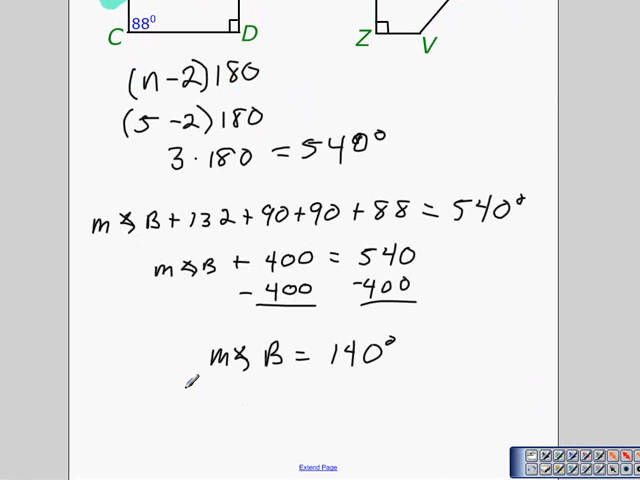 88⁰
C D Z V
(n-2)180
(5-2)180
3·180 = 540°
m∡B+132+90+90+88=540°
m∡B + 400 = 540
-400 -400
m∡B = 140°
Extend Page